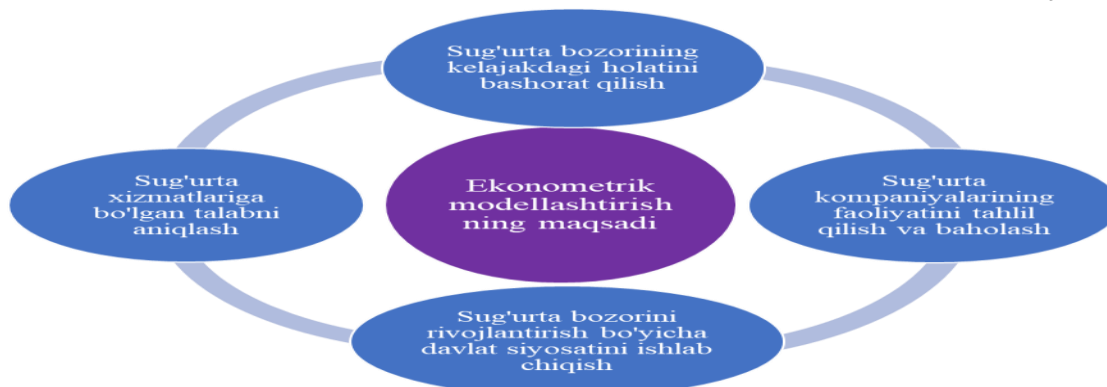 Sug'urta bozorining
kelajakdagi holatini
bashorat qilish
Sug'urta
xizmatlariga
bo'lgan talabni
aniqlash
Ekonometrik
modellashtirish
ning maqsadi
Sug'urta
kompaniyalarining
faoliyatini tahlil
qilish va baholash
Sug'urta bozorini
rivojlantirish bo'yicha
davlat siyosatini ishlab
chiqish